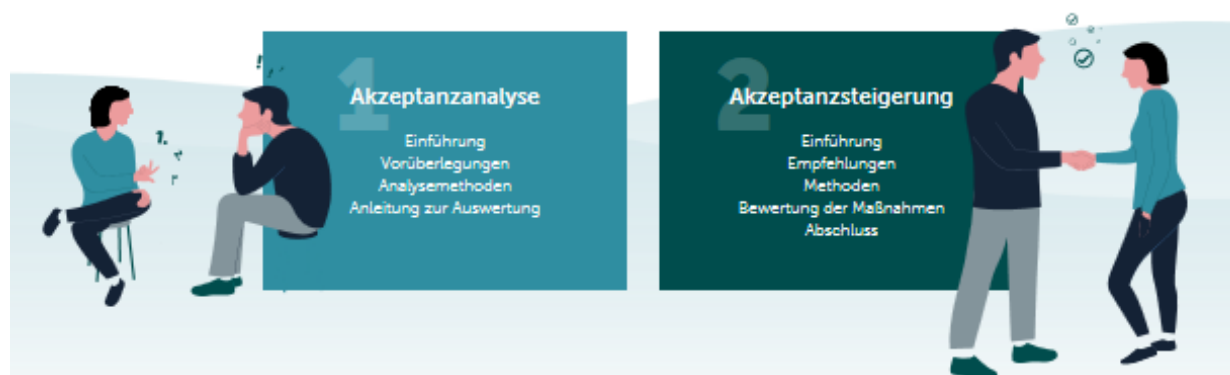 1
Akzeptanzanalyse
Einführung
Vorüberlegungen
Analysemethoden
Anleitung zur Auswertung
2
Akzeptanzsteigerung
Einführung
Empfehlungen
Methoden
Bewertung der Maßnahmen
Abschluss